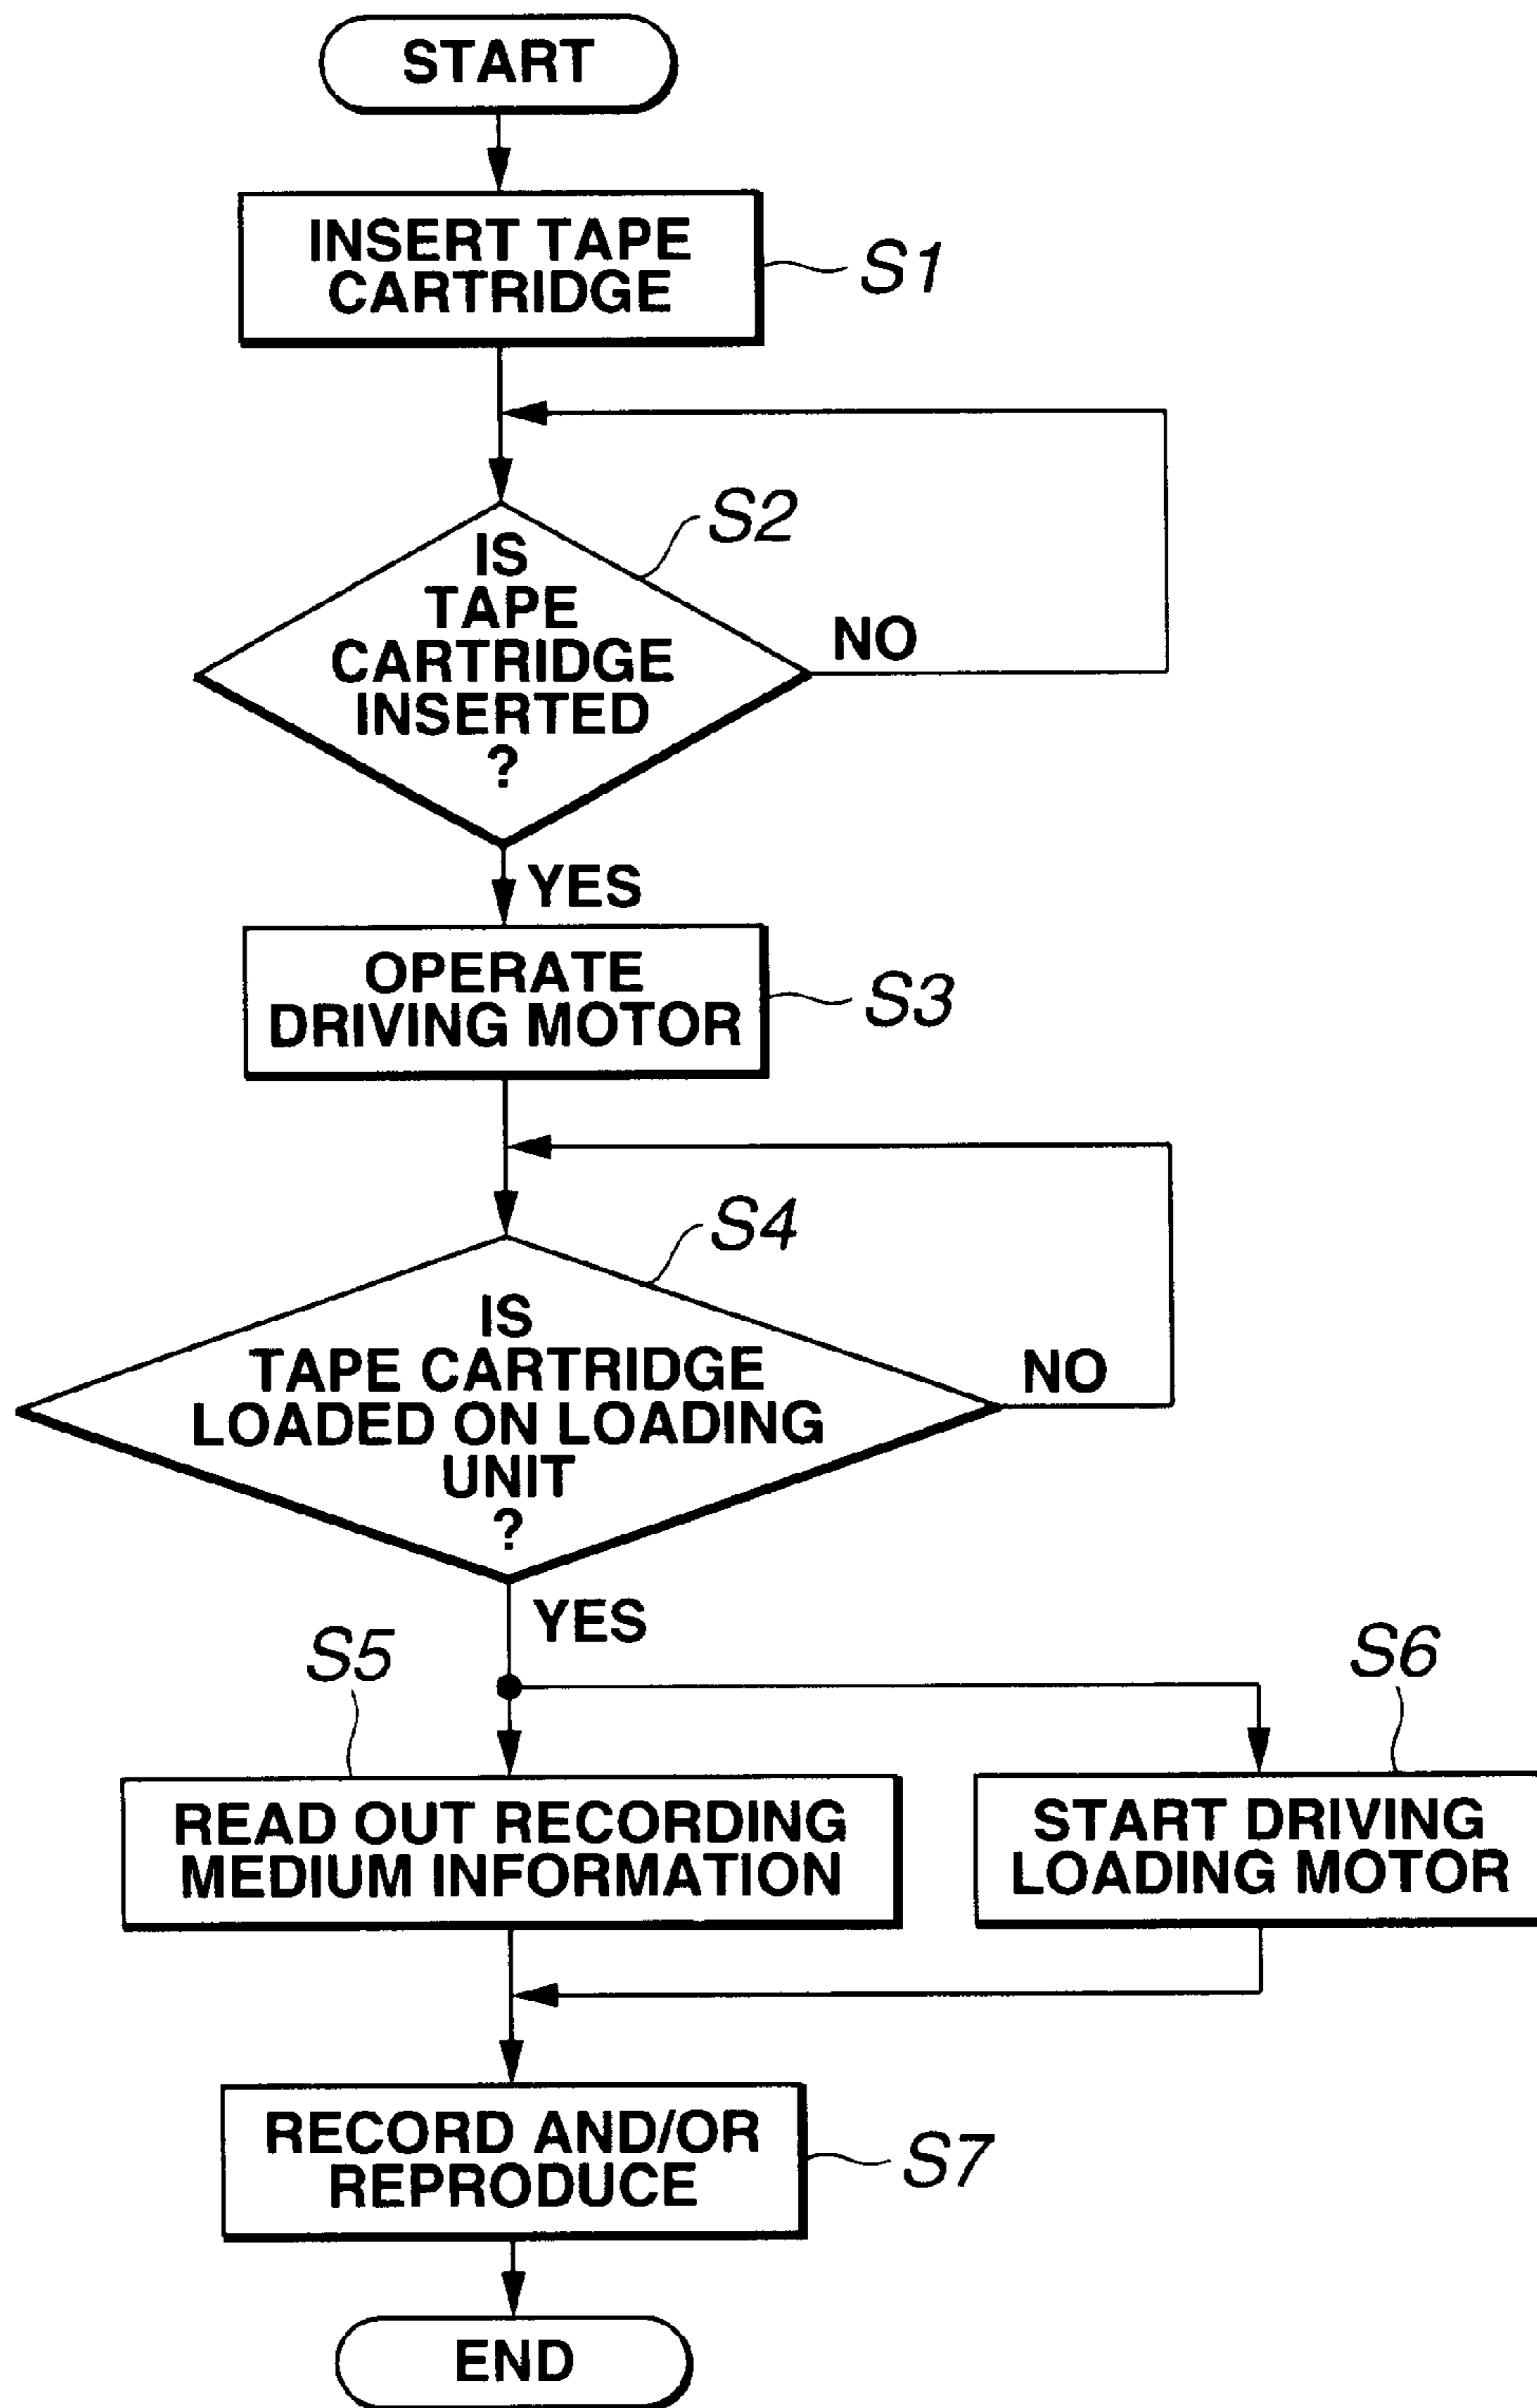 START
INSERT TAPE
CARTRIDGE
S1
S2
IS
TAPE
CARTRIDGE
INSERTED
?
NO
YES
OPERATE
DRIVING MOTOR
S3
S4
IS
TAPE CARTRIDGE
LOADED ON LOADING
UNIT
?
NO
YES
S5
S6
READ OUT RECORDING
MEDIUM INFORMATION
START DRIVING
LOADING MOTOR
RECORD AND/OR
REPRODUCE
S7
END